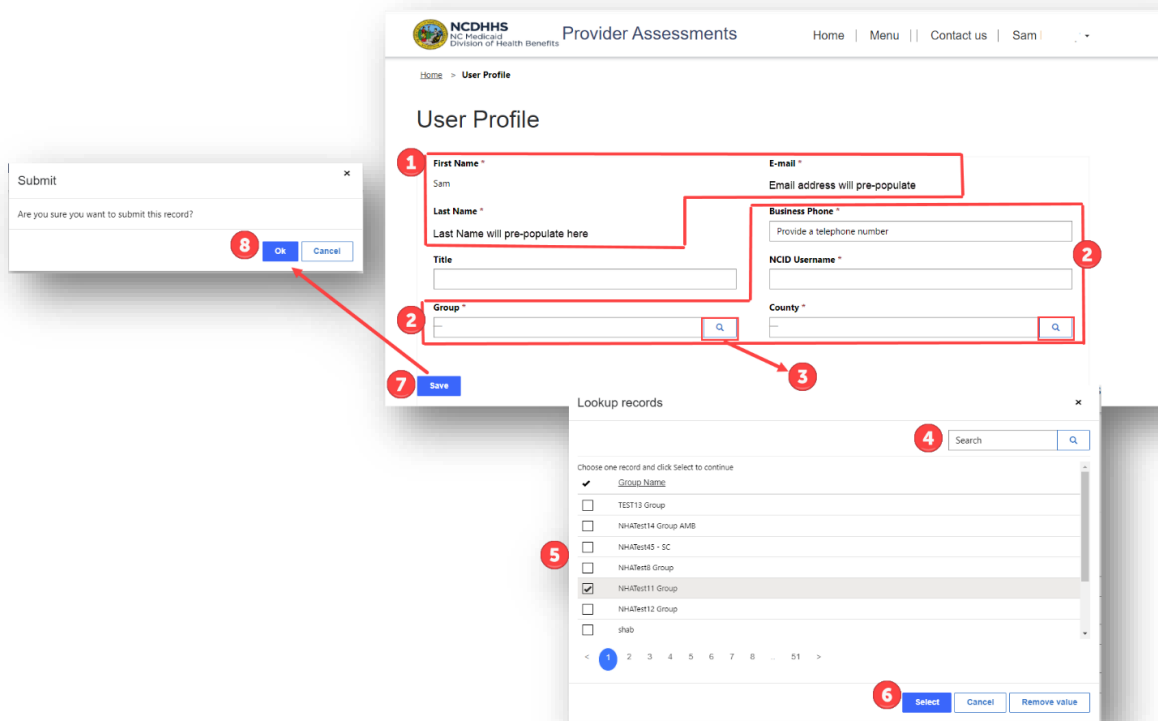 NCDHHS
NC Medicaid
Division of Health Benefits
Provider Assessments
Home | Menu || Contact us | Sam
Home > User Profile
User Profile
1
First Name *
E-mail *
Sam
Email address will pre-populate
Last Name *
Business Phone *
Last Name will pre-populate here
Provide a telephone number
2
Title
NCID Username *
2
Group *
County *
—
—
3
7
Save
Submit
×
Are you sure you want to submit this record?
8
Ok
Cancel
Lookup records
×
4
Search
Choose one record and click Select to continue
✔ Group Name
TEST13 Group
NHATest14 Group AMB
5
NHATest45 - SC
NHATest8 Group
NHATest11 Group
NHATest12 Group
shab
< 1 2 3 4 5 6 7 8 .. 51 >
6
Select
Cancel
Remove value